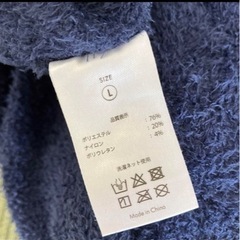 SIZE
L
品質表示
ポリエステル :76%
ナイロン :20%
ポリウレタン :4%
洗濯ネット使用
Made in China